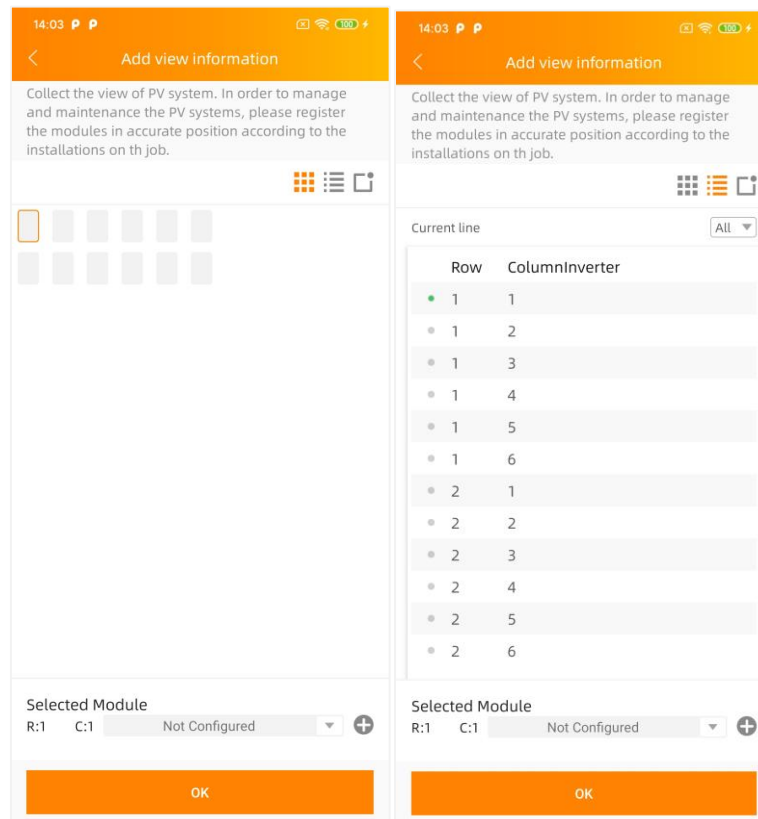 14:03 P P 100
Add view information
Collect the view of PV system. In order to manage
and maintenance the PV systems, please register
the modules in accurate position according to the
installations on th job.
Selected Module
R:1 C:1 Not Configured
OK
14:03 P P 100
Add view information
Collect the view of PV system. In order to manage
and maintenance the PV systems, please register
the modules in accurate position according to the
installations on th job.
Current line All
Row ColumnInverter
1 1
1 2
1 3
1 4
1 5
1 6
2 1
2 2
2 3
2 4
2 5
2 6
Selected Module
R:1 C:1 Not Configured
OK